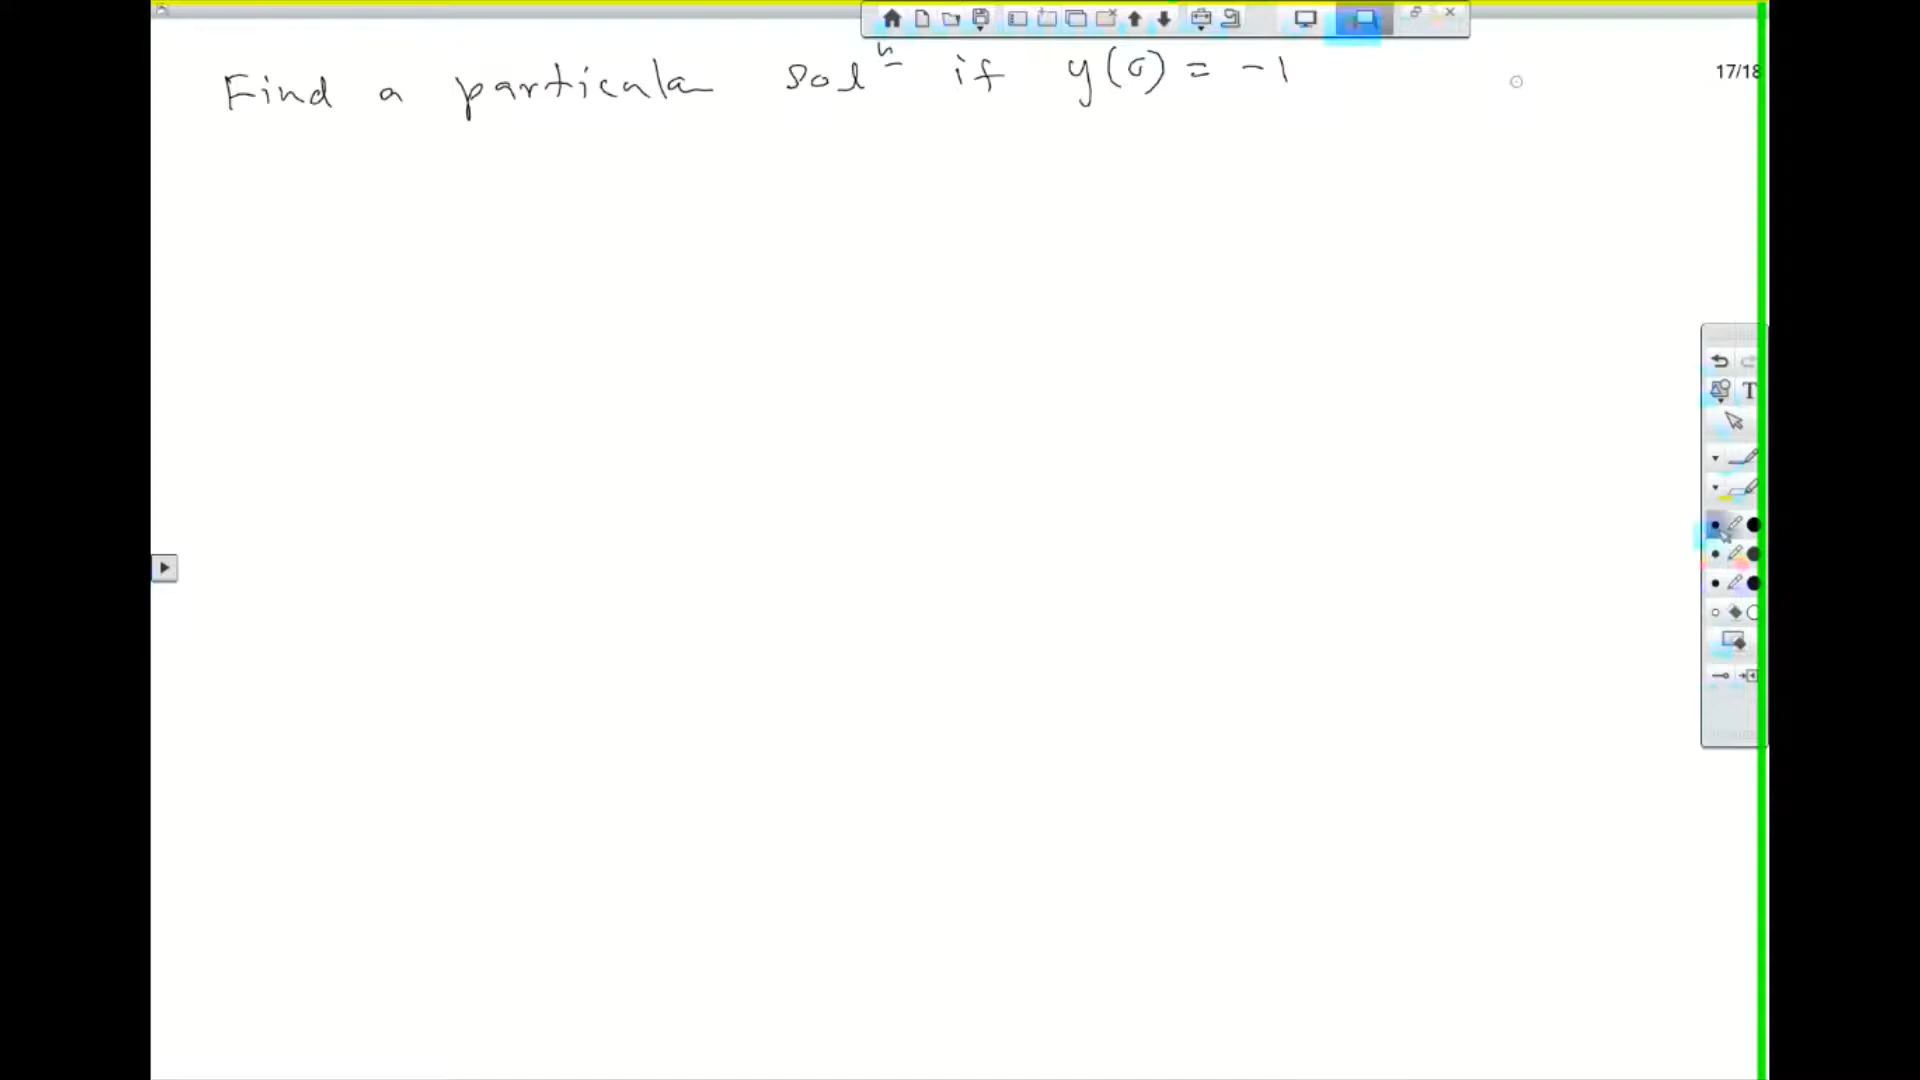 Find a particular solⁿ if y(0) = -1
17/18
T